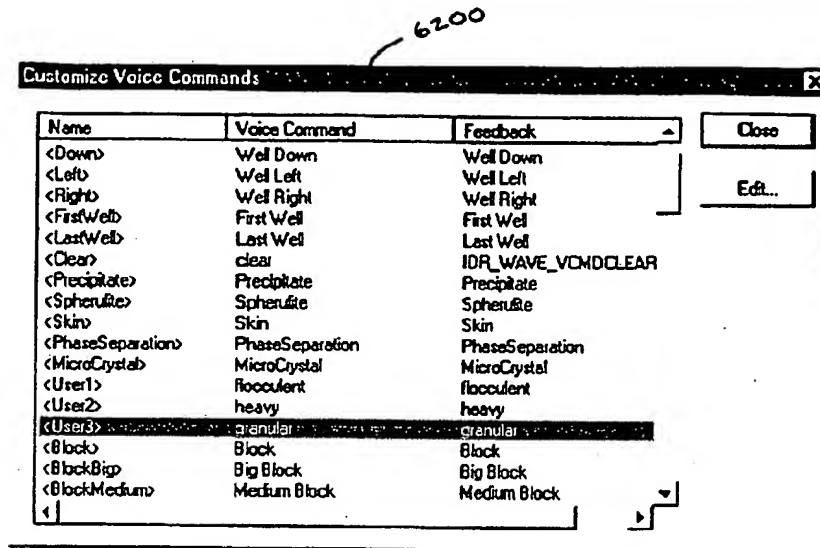 6200
Customize Voice Commands
Name Voice Command Feedback Close
<Down> Well Down Well Down
<Left> Well Left Well Left
Edit...
<Right> Well Right Well Right
<FirstWell> First Well First Well
<LastWell> Last Well Last Well
<Clear> clear IDR_WAVE_VCMDCLEAR
<Precipitate> Precipitate Precipitate
<Spherulite> Spherulite Spherulite
<Skin> Skin Skin
<PhaseSeparation> PhaseSeparation PhaseSeparation
<MicroCrystal> MicroCrystal MicroCrystal
<User1> flocculent flocculent
<User2> heavy heavy
<User3> granular granular
<Block> Block Block
<BlockBig> Big Block Big Block
<BlockMedium> Medium Block Medium Block